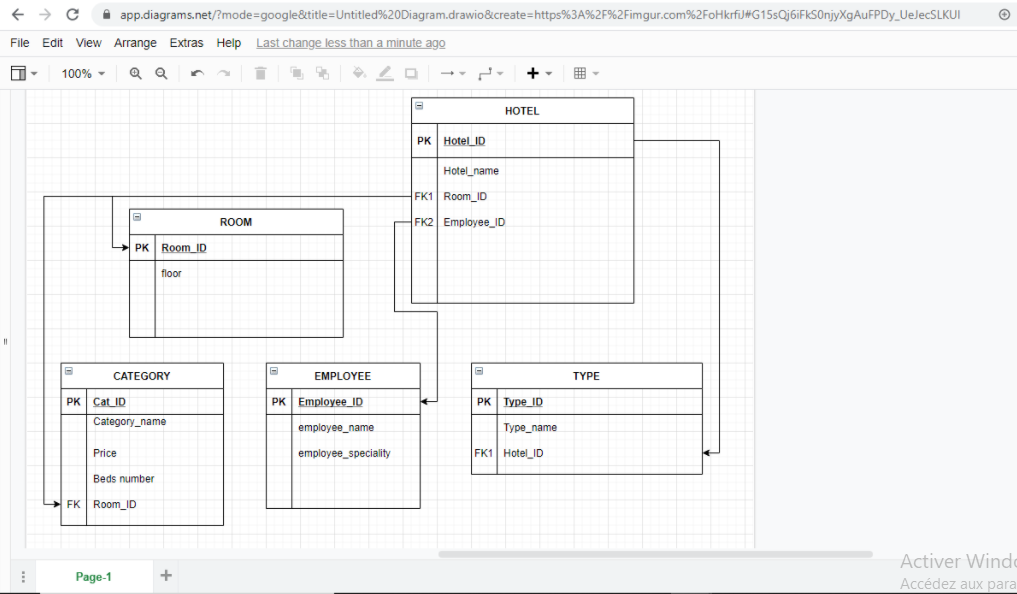 app.diagrams.net/?mode=google&title=Untitled%20Diagram.drawio&create=https%3A%2F%2Fimgur.com%2FoHkrfiJ#G15sQj6iFkS0njyXgAuFPDy_UeJecSLKUI
File Edit View Arrange Extras Help Last change less than a minute ago
100%
HOTEL
PK Hotel_ID
Hotel_name
FK1 Room_ID
FK2 Employee_ID
ROOM
PK Room_ID
floor
CATEGORY
PK Cat_ID
Category_name
Price
Beds number
FK Room_ID
EMPLOYEE
PK Employee_ID
employee_name
employee_speciality
TYPE
PK Type_ID
Type_name
FK1 Hotel_ID
Page-1
Activer Windo
Accédez aux para